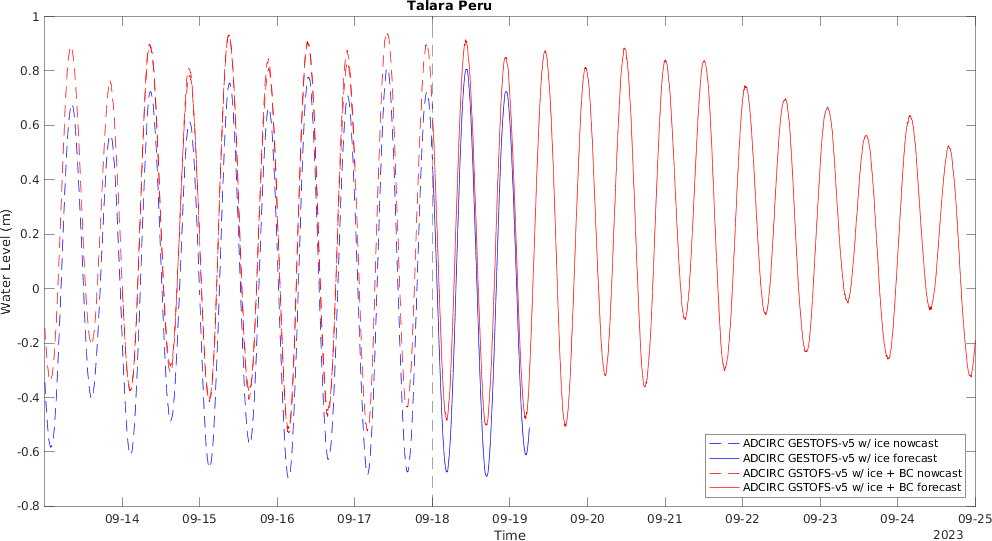 Talara Peru
1
0.8
0.6
0.4
0.2
0
-0.2
-0.4
-0.6
-0.8
Water Level (m)
ADCIRC GESTOFS-v5 w/ ice nowcast
ADCIRC GESTOFS-v5 w/ ice forecast
ADCIRC GSTOFS-v5 w/ ice + BC nowcast
ADCIRC GSTOFS-v5 w/ ice + BC forecast
09-14 09-15 09-16 09-17 09-18 09-19 09-20 09-21 09-22 09-23 09-24 09-25
Time
2023